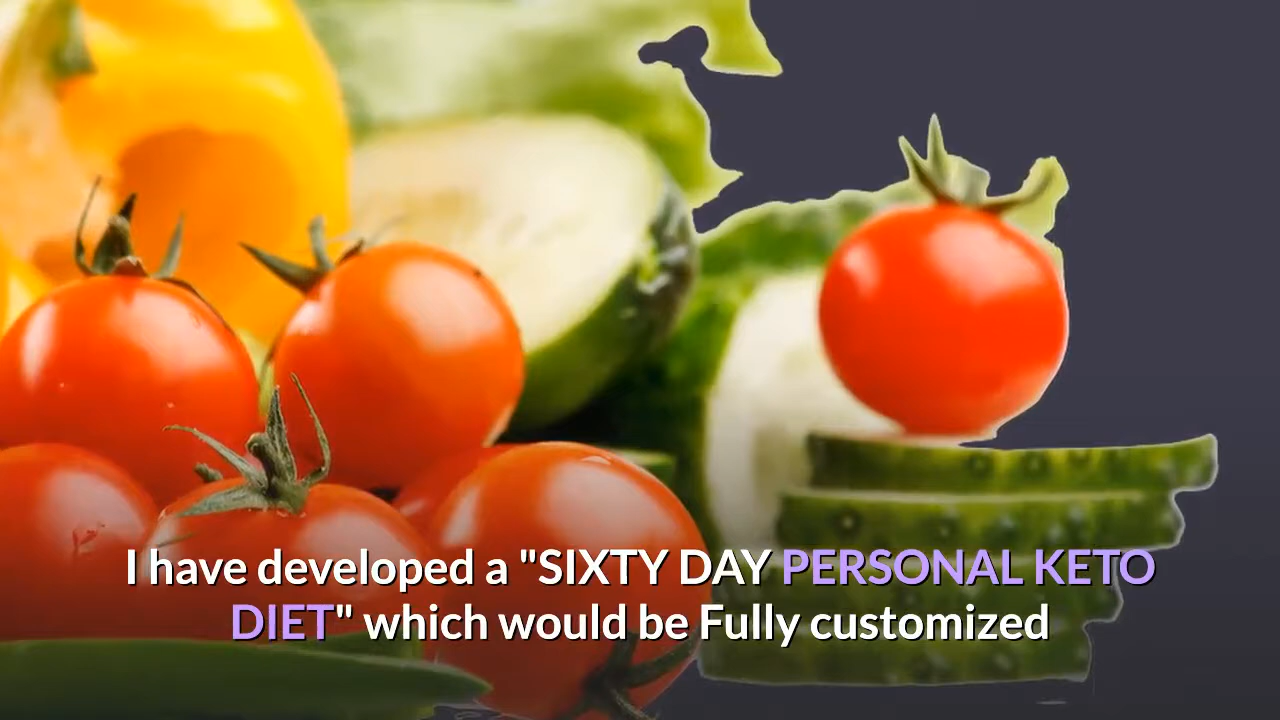 I have developed a "SIXTY DAY PERSONAL KETO
DIET" which would be Fully customized